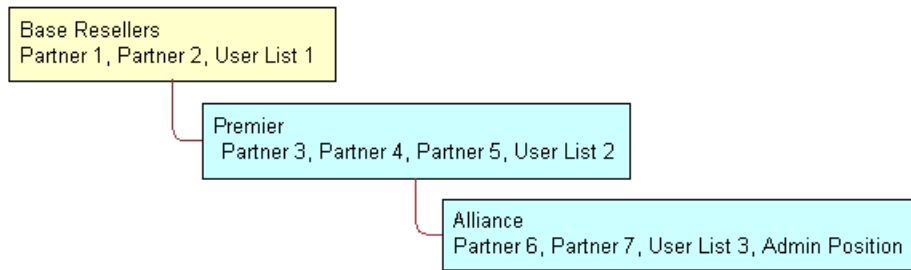 Base Resellers
Partner 1, Partner 2, User List 1
Premier
Partner 3, Partner 4, Partner 5, User List 2
Alliance
Partner 6, Partner 7, User List 3, Admin Position